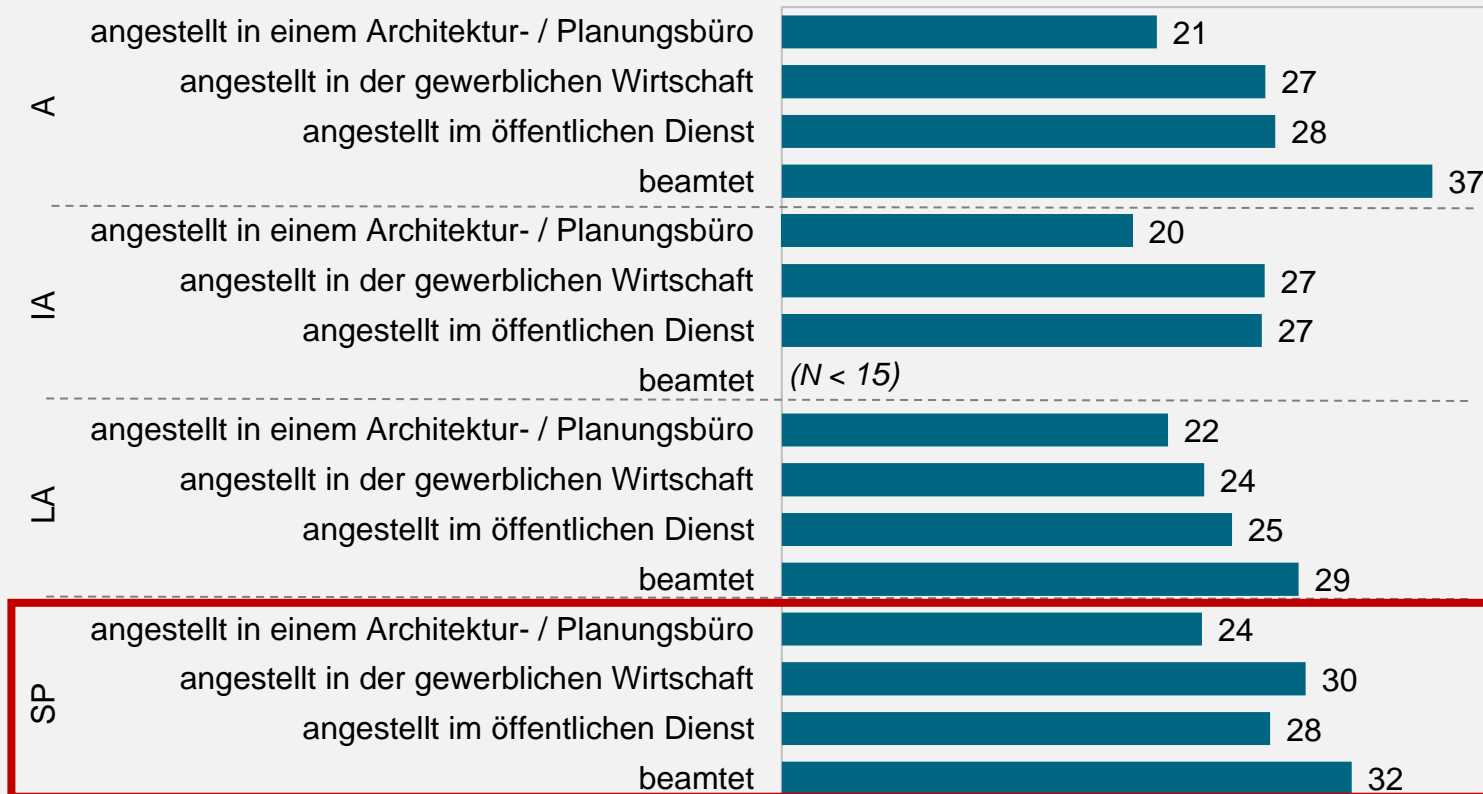 A
angestellt in einem Architektur- / Planungsbüro 21
angestellt in der gewerblichen Wirtschaft 27
angestellt im öffentlichen Dienst 28
beamtet 37
IA
angestellt in einem Architektur- / Planungsbüro 20
angestellt in der gewerblichen Wirtschaft 27
angestellt im öffentlichen Dienst 27
beamtet (N < 15)
LA
angestellt in einem Architektur- / Planungsbüro 22
angestellt in der gewerblichen Wirtschaft 24
angestellt im öffentlichen Dienst 25
beamtet 29
SP
angestellt in einem Architektur- / Planungsbüro 24
angestellt in der gewerblichen Wirtschaft 30
angestellt im öffentlichen Dienst 28
beamtet 32